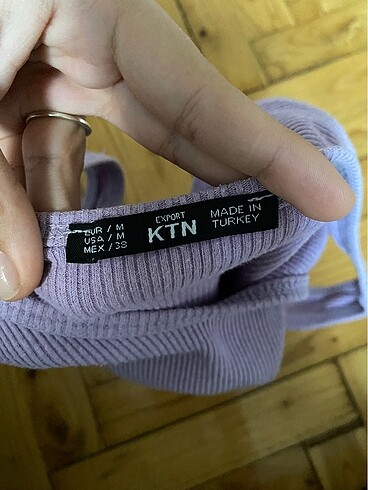 EUR / M
USA / M
MEX / 38
EXPORT
KTN
MADE IN
TURKEY